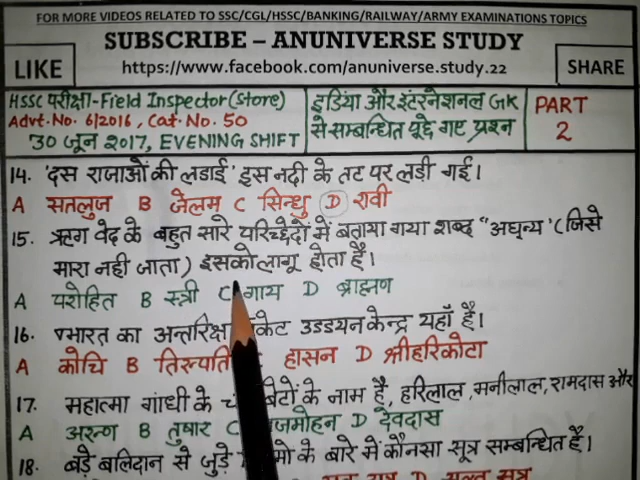 FOR MORE VIDEOS RELATED TO SSC/CGL/HSSC/BANKING/RAILWAY/ARMY EXAMINATIONS TOPICS
SUBSCRIBE – ANUNIVERSE STUDY
LIKE https://www.facebook.com/anuniverse.study.22 SHARE
HSSC परीक्षा-Field Inspector(Store)
Advt.No. 6/2016, Cat.No. 50
30 जून 2017, EVENING SHIFT
इंडिया और इंटरनेशनल GK
से सम्बन्धित पूछे गए प्रश्न
PART
2
14. 'दस राजाओं की लडाई' इस नदी के तट पर लड़ी गई।
A सतलुज B जेलम C सिन्धु D रावी
15. ऋग वेद के बहुत सारे परिच्छेदों में बताया गया शब्द "अघ्न्य' (जिसे
मारा नही जाता) इसको लागू होता है।
A परोहित B स्त्री C गाय D ब्राह्मण
16. भारत का अन्तरिक्ष उडडयन केन्द्र यहाँ है।
A कोचि B तिरुपति हासन D श्रीहरिकोटा
17. महात्मा गांधी के बेटों के नाम है, हरिलाल, मनीलाल, रामदास और
A अरुण B तुषार C D देवदास
18. बड़े बलिदान से जुड़े के बारे में कौनसा सूत्र सम्बन्धित है।